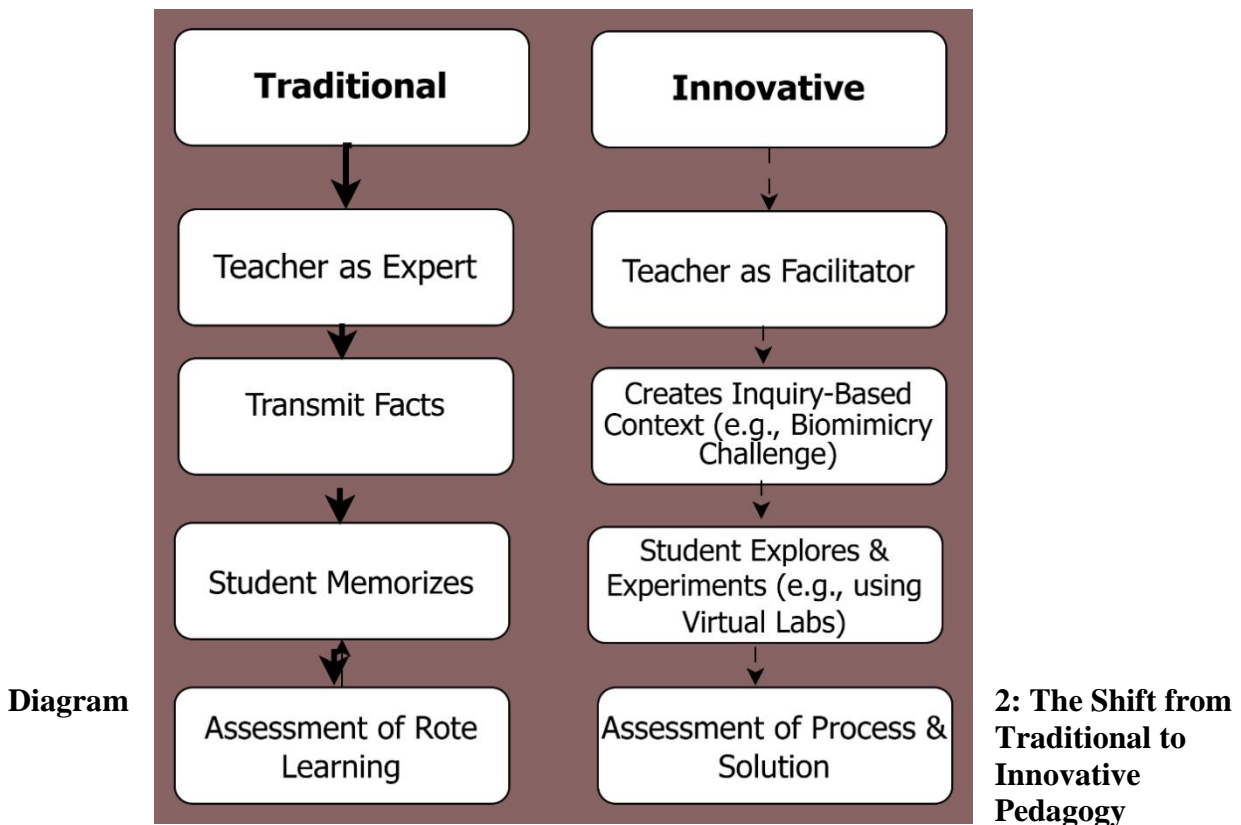 Traditional
Teacher as Expert
Transmit Facts
Student Memorizes
Assessment of Rote
Learning
Innovative
Teacher as Facilitator
Creates Inquiry-Based
Context (e.g., Biomimicry
Challenge)
Student Explores &
Experiments (e.g., using
Virtual Labs)
Assessment of Process &
Solution
Diagram
2: The Shift from
Traditional to
Innovative
Pedagogy